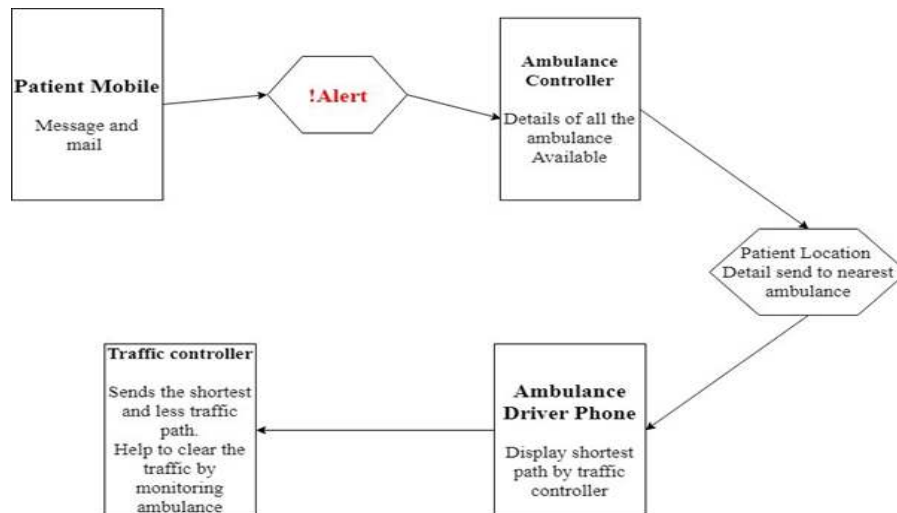 Patient Mobile
Message and
mail
!Alert
Ambulance
Controller
Details of all the
ambulance
Available
Patient Location
Detail send to nearest
ambulance
Ambulance
Driver Phone
Display shortest
path by traffic
controller
Traffic controller
Sends the shortest
and less traffic
path.
Help to clear the
traffic by
monitoring
ambulance